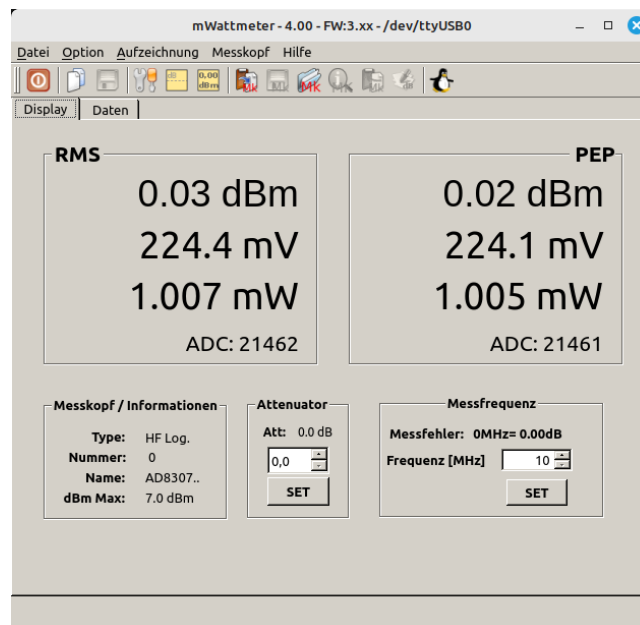 mWattmeter - 4.00 - FW:3.xx - /dev/ttyUSB0
Datei Option Aufzeichnung Messkopf Hilfe
0.00
dBm
Display Daten
RMS
0.03 dBm
224.4 mV
1.007 mW
ADC: 21462
PEP
0.02 dBm
224.1 mV
1.005 mW
ADC: 21461
Messkopf / Informationen
Type: HF Log.
Nummer: 0
Name: AD8307..
dBm Max: 7.0 dBm
Attenuator
Att: 0.0 dB
0,0
SET
Messfrequenz
Messfehler: 0MHz= 0.00dB
Frequenz [MHz] 10
SET